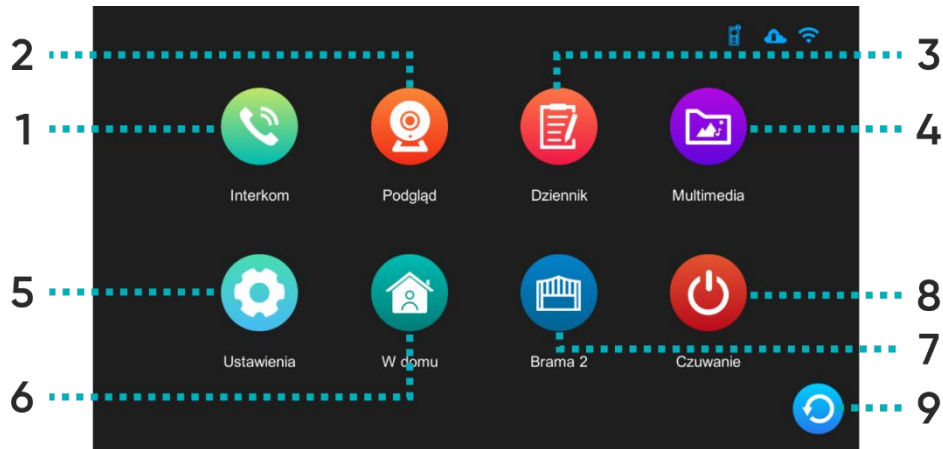 2
3
1
4
Interkom
Podgląd
Dziennik
Multimedia
5
8
Ustawienia
W domu
Brama 2
Czuwanie
7
6
9